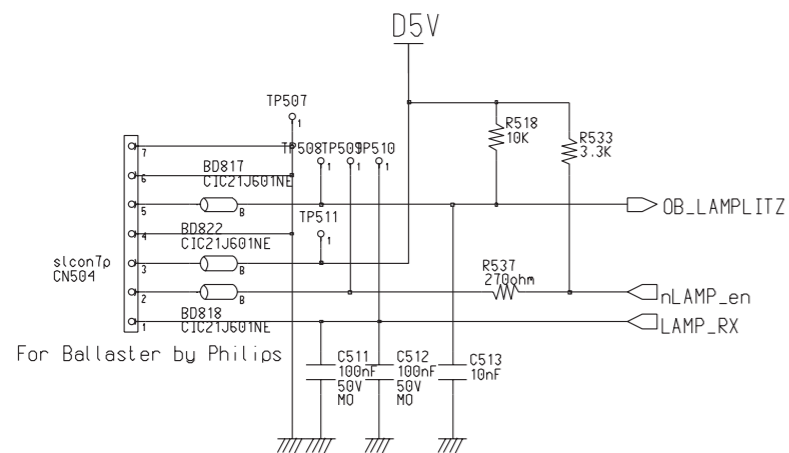 D5V
TP507
1
R518
10K
R533
3.3K
TP508
TP509
TP510
1
1
1
7
BD817
CIC21J601NE
6
5
B
OB_LAMPLITZ
TP511
1
BD822
CIC21J601NE
4
slcon7p
CN504
3
B
R537
270ohm
2
B
nLAMP_en
BD818
CIC21J601NE
1
LAMP_RX
For Ballaster by Philips
C511
100nF
50V
MO
C512
100nF
50V
MO
C513
10nF